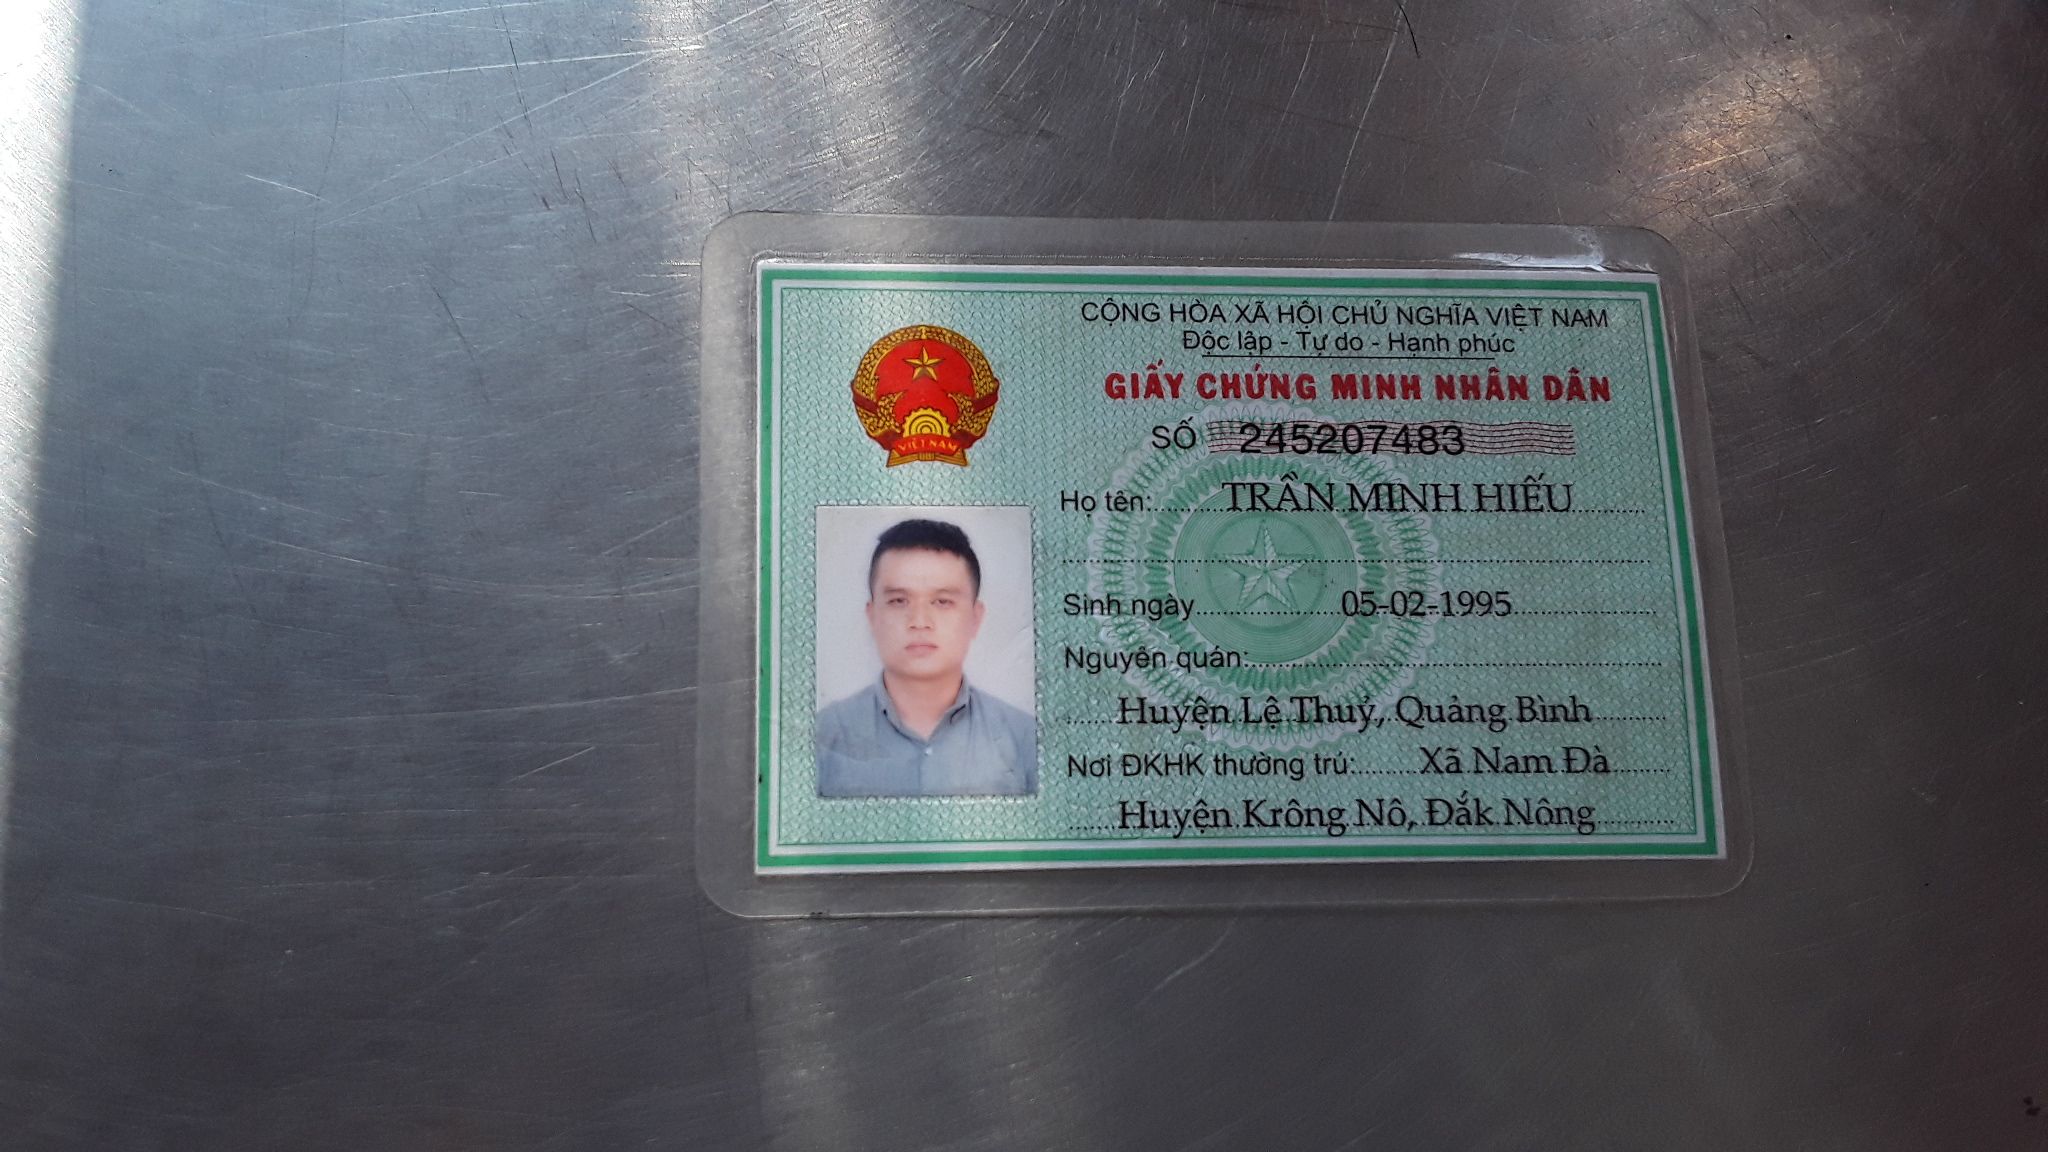 CỘNG HÒA XÃ HỘI CHỦ NGHĨA VIỆT NAM
Độc lập - Tự do - Hạnh phúc
GIẤY CHỨNG MINH NHÂN DÂN
SỐ 245207483
VIỆT NAM
Họ tên: TRẦN MINH HIẾU
Sinh ngày 05-02-1995
Nguyên quán:
Huyện Lệ Thuỷ, Quảng Bình
Nơi ĐKHK thường trú: Xã Nam Đà
Huyện Krông Nô, Đắk Nông